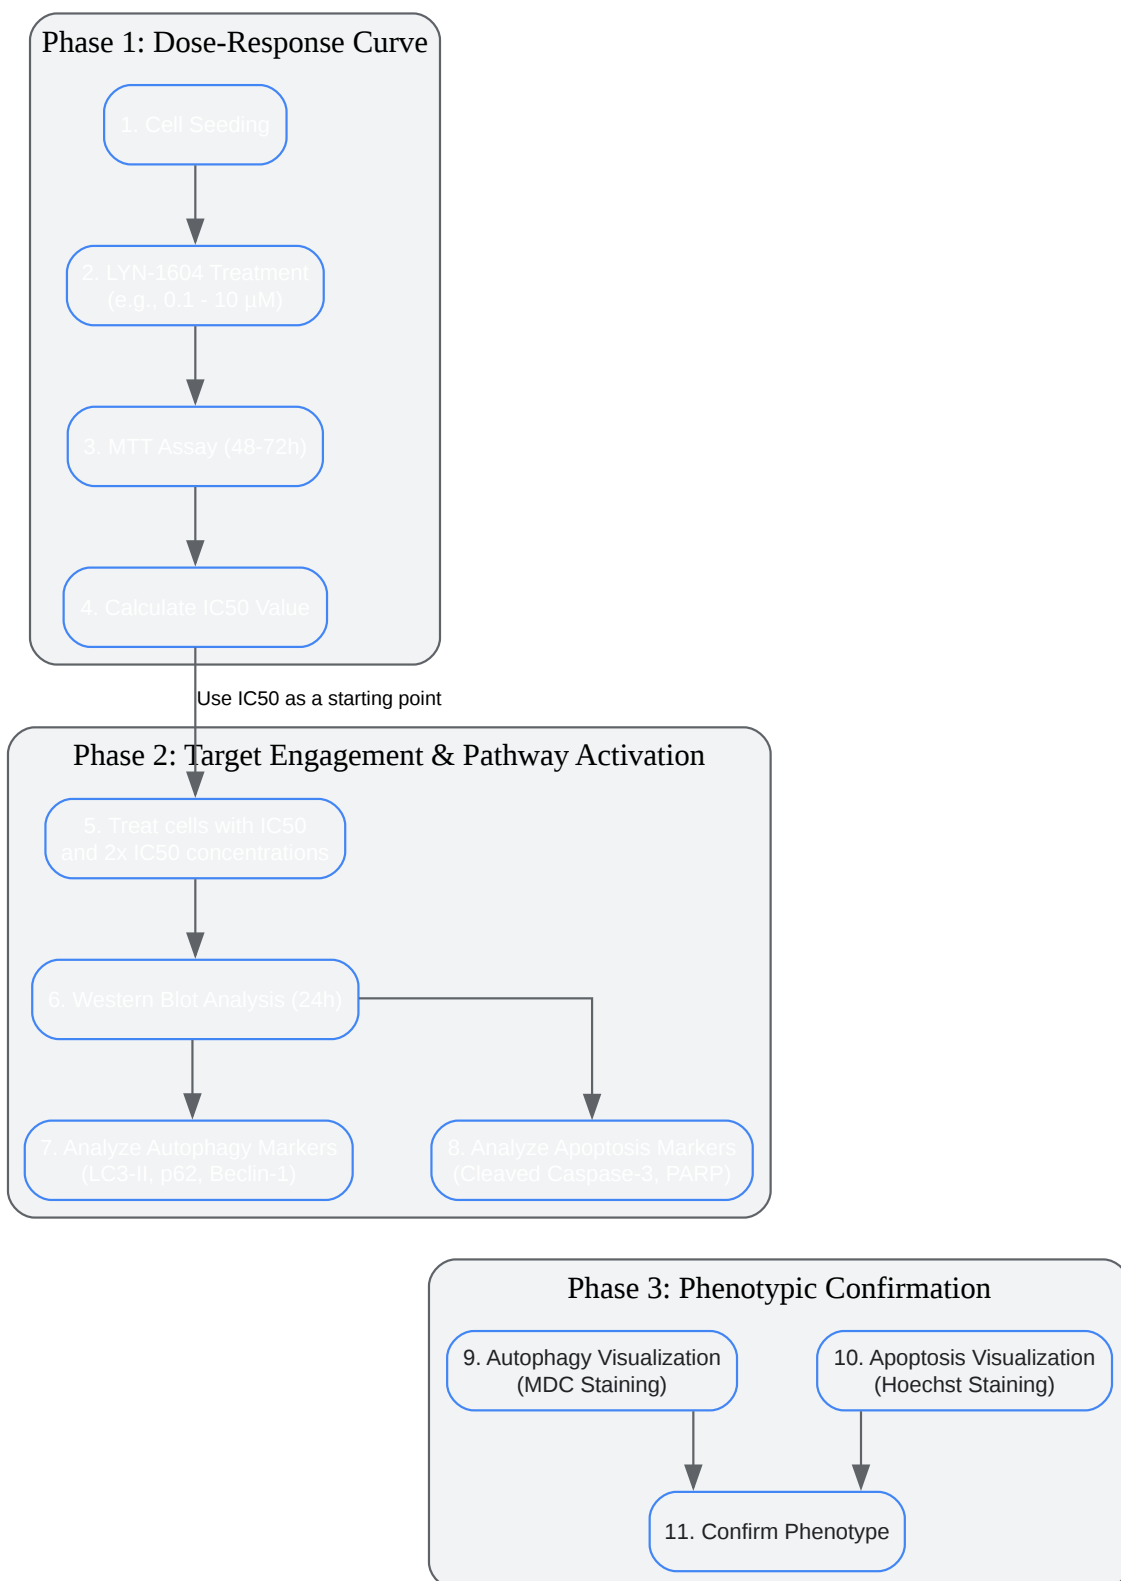 Phase 1: Dose-Response Curve
1. Cell Seeding
2. LYN-1604 Treatment
(e.g., 0.1 - 10 µM)
3. MTT Assay (48-72h)
4. Calculate IC50 Value
Use IC50 as a starting point
Phase 2: Target Engagement & Pathway Activation
5. Treat cells with IC50
and 2x IC50 concentrations
6. Western Blot Analysis (24h)
7. Analyze Autophagy Markers
(LC3-II, p62, Beclin-1)
8. Analyze Apoptosis Markers
(Cleaved Caspase-3, PARP)
Phase 3: Phenotypic Confirmation
9. Autophagy Visualization
(MDC Staining)
10. Apoptosis Visualization
(Hoechst Staining)
11. Confirm Phenotype